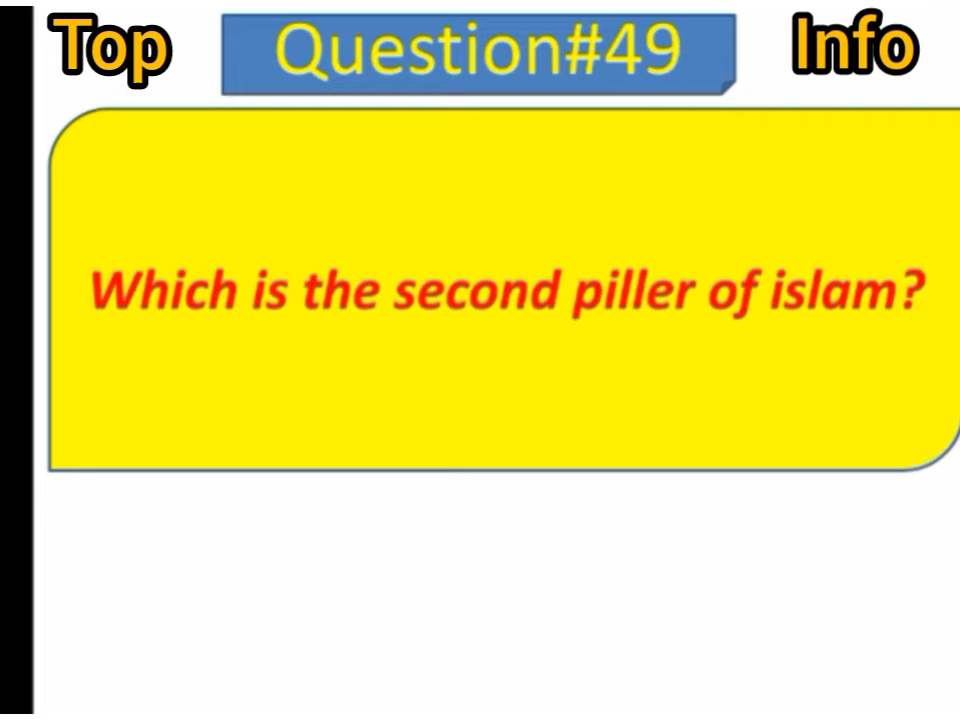 Top Question#49 Info
Which is the second piller of islam?